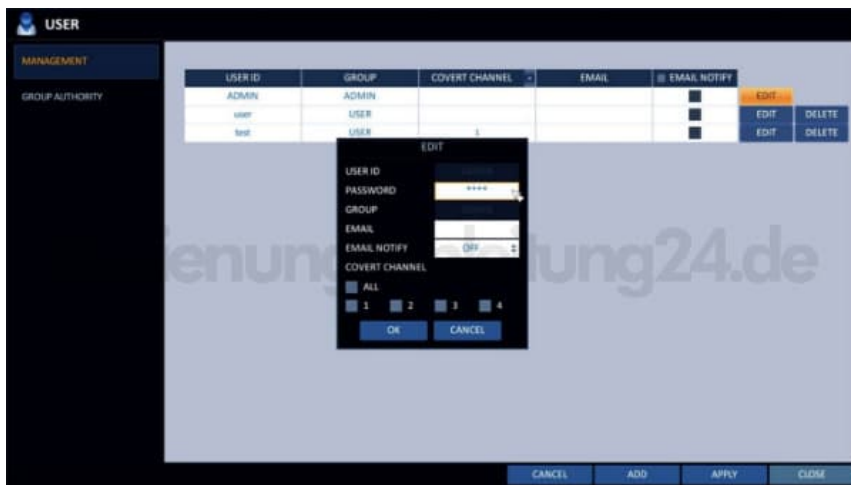 USER
MANAGEMENT
GROUP AUTHORITY
USER ID GROUP COVERT CHANNEL EMAIL EMAIL NOTIFY
ADMIN ADMIN EDIT
user USER EDIT DELETE
test USER 1 EDIT DELETE
EDIT
USER ID
PASSWORD ****
GROUP
EMAIL
EMAIL NOTIFY OFF
COVERT CHANNEL
ALL
1 2 3 4
OK CANCEL
CANCEL ADD APPLY CLOSE